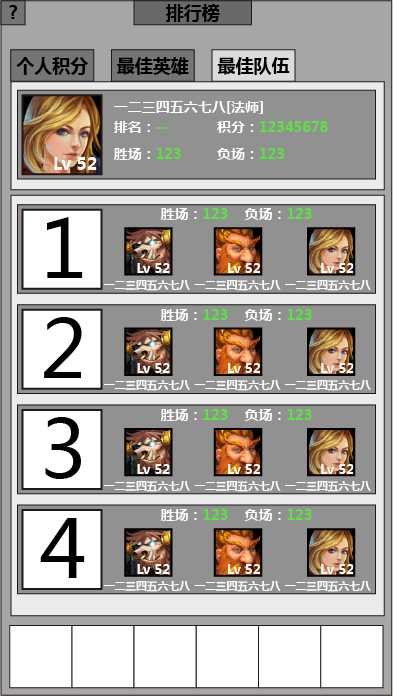 ? 排行榜
个人积分 最佳英雄 最佳队伍
一二三四五六七八[法师]
排名：-- 积分：12345678
Lv 52 胜场：123 负场：123
1 胜场：123 负场：123
Lv 52 Lv 52 Lv 52
一二三四五六七八 一二三四五六七八 一二三四五六七八
2 胜场：123 负场：123
Lv 52 Lv 52 Lv 52
一二三四五六七八 一二三四五六七八 一二三四五六七八
3 胜场：123 负场：123
Lv 52 Lv 52 Lv 52
一二三四五六七八 一二三四五六七八 一二三四五六七八
4 胜场：123 负场：123
Lv 52 Lv 52 Lv 52
一二三四五六七八 一二三四五六七八 一二三四五六七八